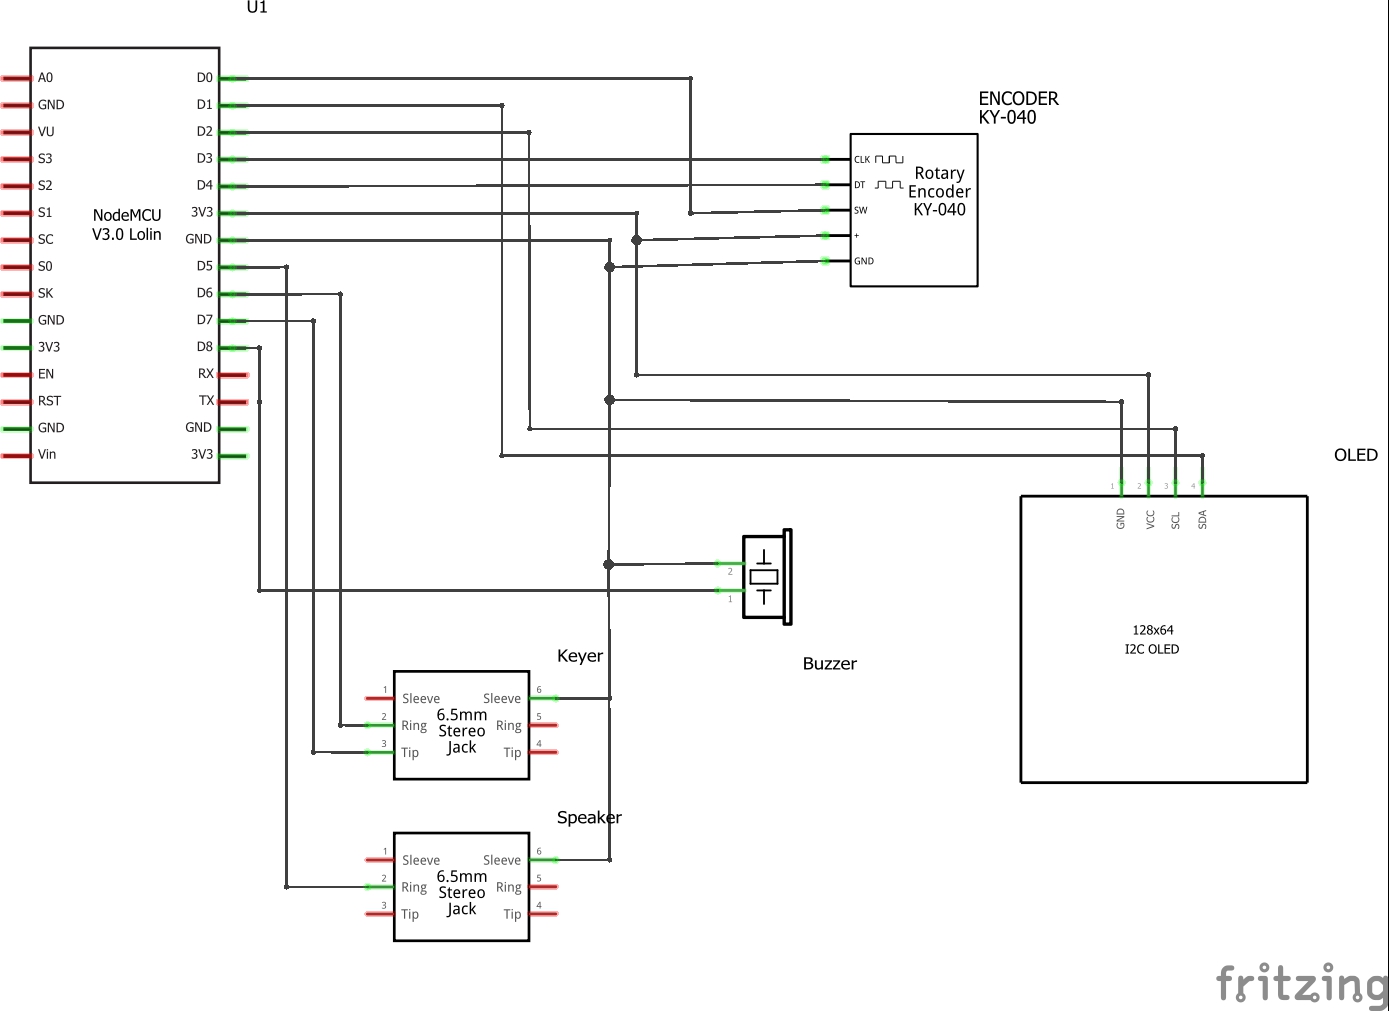 U1
A0
GND
VU
S3
S2
S1
SC
S0
SK
GND
3V3
EN
RST
GND
Vin
NodeMCU
V3.0 Lolin
D0
D1
D2
D3
D4
3V3
GND
D5
D6
D7
D8
RX
TX
GND
3V3
ENCODER
KY-040
CLK
DT
SW
+
GND
Rotary
Encoder
KY-040
OLED
1 2 3 4
GND VCC SCL SDA
128x64
I2C OLED
2
1
Buzzer
Keyer
1 Sleeve Sleeve 6
2 Ring Ring 5
3 Tip Tip 4
6.5mm
Stereo
Jack
Speaker
1 Sleeve Sleeve 6
2 Ring Ring 5
3 Tip Tip 4
6.5mm
Stereo
Jack
fritzing